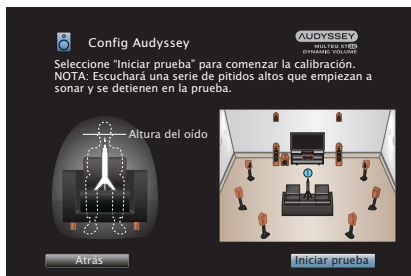 Config Audyssey
AUDYSSEY
MULTEQ XT32
DYNAMIC VOLUME
Seleccione “Iniciar prueba” para comenzar la calibración.
NOTA: Escuchará una serie de pitidos altos que empiezan a
sonar y se detienen en la prueba.
Altura del oído
Atrás
Iniciar prueba